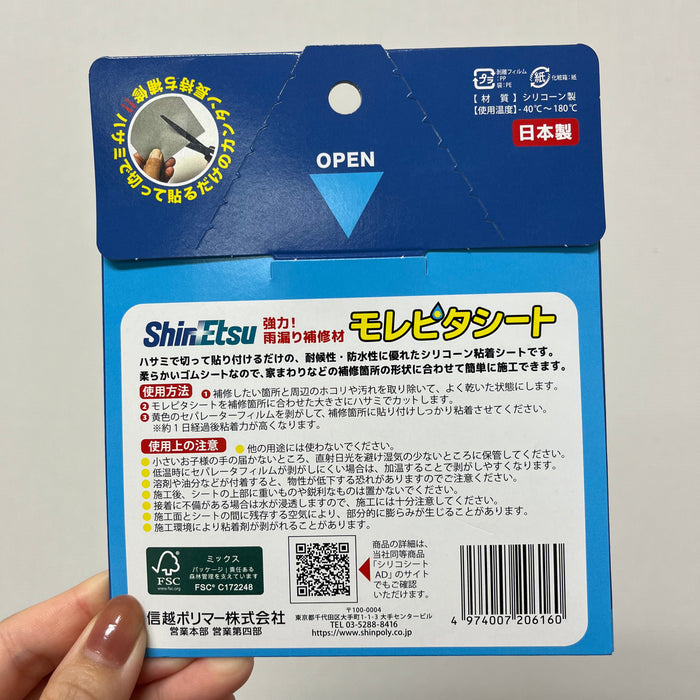 ハサミで切って貼るだけのカンタン長持ち補修!!
プラ
剥離フィルム
:PP
袋:PE
紙
化粧箱:紙
【材 質】シリコーン製
【使用温度】-40℃～180℃
日本製
OPEN
ShinEtsu
強力!
雨漏り補修材
モレピタシート
ハサミで切って貼り付けるだけの、耐候性・防水性に優れたシリコーン粘着シートです。
柔らかいゴムシートなので、家まわりなどの補修箇所の形状に合わせて簡単に施工できます。
使用方法
❶ 補修したい箇所と周辺のホコリや汚れを取り除いて、よく乾いた状態にします。
❷ モレピタシートを補修箇所に合わせた大きさにハサミでカットします。
❸ 黄色のセパレーターフィルムを剥がして、補修箇所に貼り付けしっかり粘着させてください。
※約1日経過後粘着力が高くなります。
使用上の注意
●他の用途には使わないでください。
●小さいお子様の手の届かないところ、直射日光を避け湿気の少ないところに保管してください。
●低温時にセパレータフィルムが剥がしにくい場合は、加温することで剥がしやすくなります。
●溶剤や油分などが付着すると、物性が低下する恐れがありますのでご注意ください。
●施工後、シートの上部に重いものや鋭利なものは置かないでください。
●接着に不備がある場合は水が浸透しますので、施工には十分注意してください。
●施工面とシートの間に残存する空気により、部分的に膨らみが生じることがあります。
●施工環境により粘着剤が剥がれることがあります。
FSC
www.fsc.org
ミックス
パッケージ|責任ある
森林管理を支えています
FSC® C172248
商品の詳細は、
当社同等商品
「シリコシート
AD」のサイト
でもご確認
いただけます。
信越ポリマー株式会社
営業本部 営業第四部
〒100-0004
東京都千代田区大手町1-1-3 大手センタービル
TEL 03-5288-8416
https://www.shinpoly.co.jp
4 974007 206160